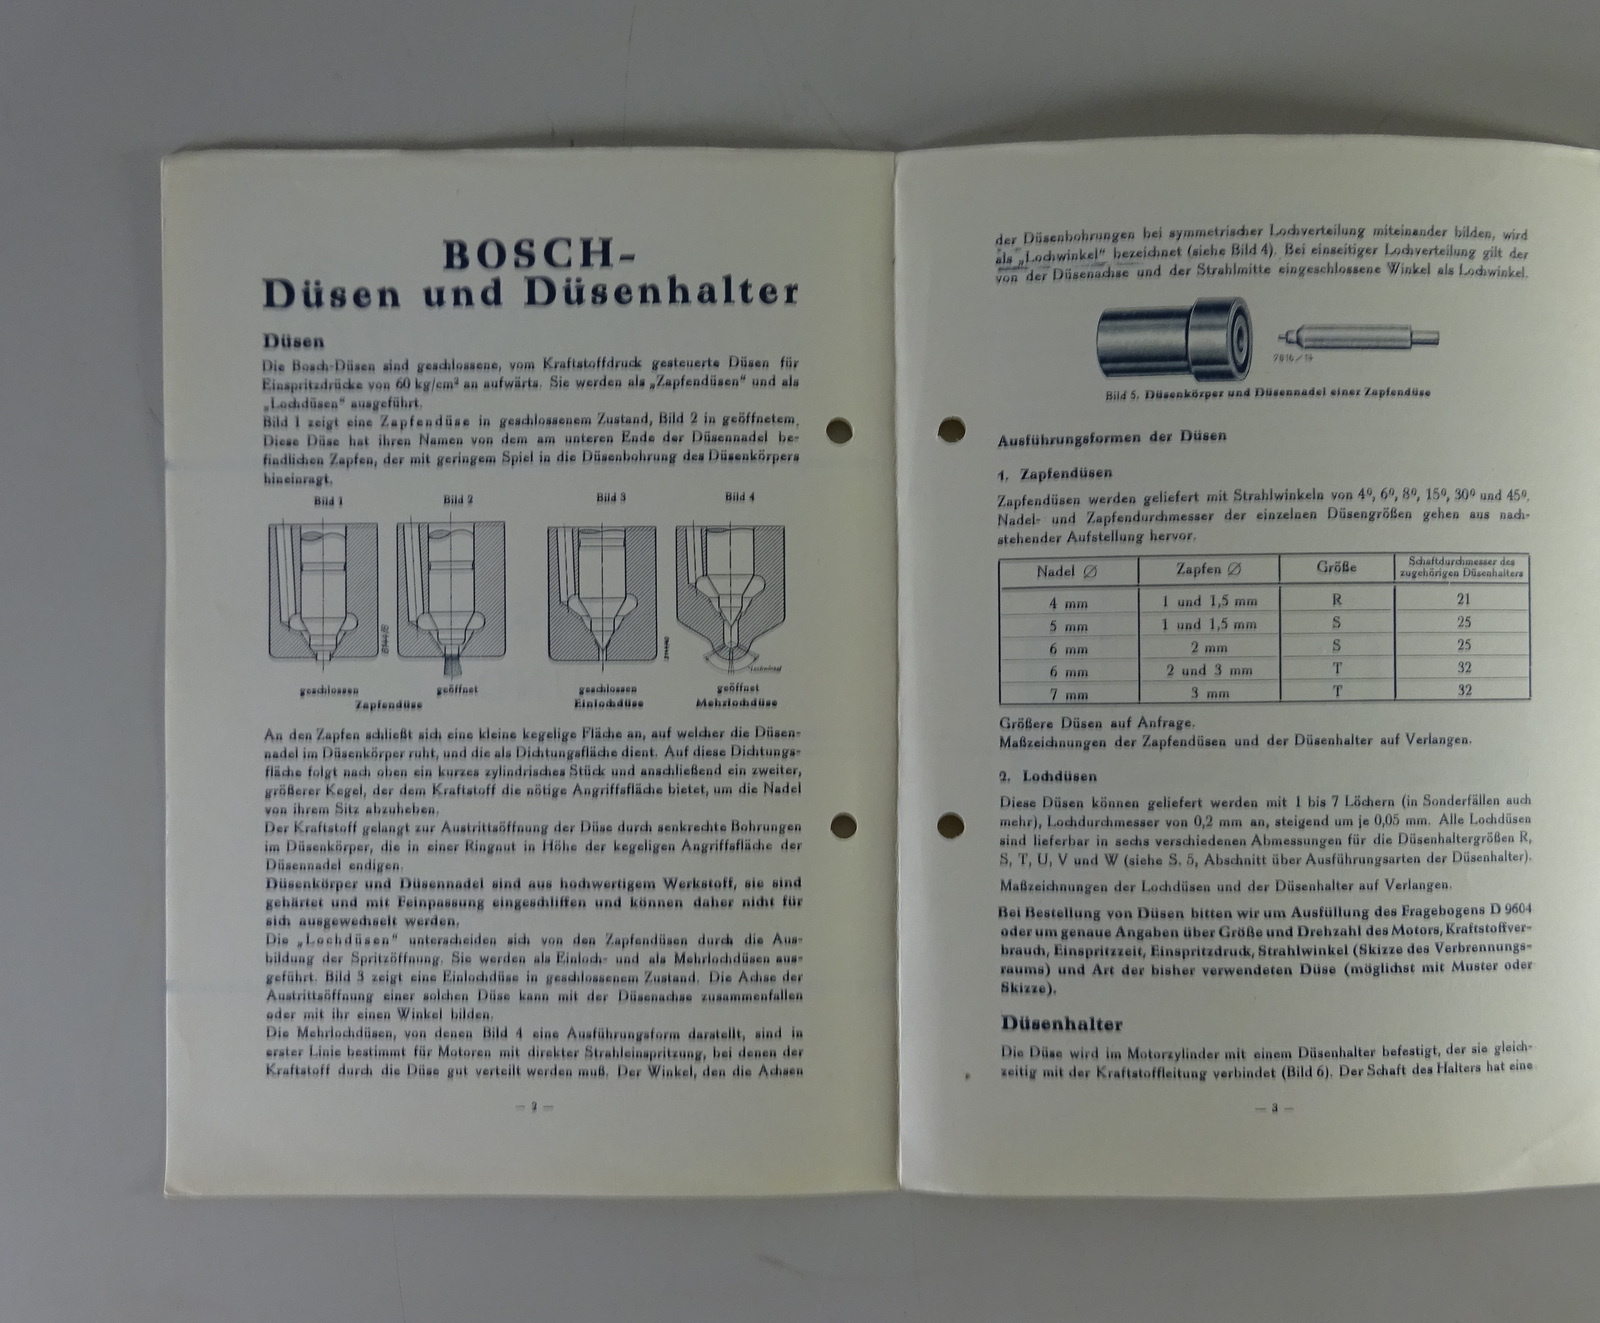 BOSCH-
Düsen und Düsenhalter
Düsen
Die Bosch-Düsen sind geschlossene, vom Kraftstoffdruck gesteuerte Düsen für
Einspritzdrücke von 60 kg/cm² an aufwärts. Sie werden als „Zapfendüsen“ und als
„Lochdüsen“ ausgeführt.
Bild 1 zeigt eine Zapfendüse in geschlossenem Zustand, Bild 2 in geöffnetem.
Diese Düse hat ihren Namen von dem am unteren Ende der Düsennadel be-
findlichen Zapfen, der mit geringem Spiel in die Düsenbohrung des Düsenkörpers
hineinragt.
Bild 1 Bild 2 Bild 3 Bild 4
Lochwinkel
geschlossen geöffnet geschlossen geöffnet
Zapfendüse Einlochdüse Mehrlochdüse
An den Zapfen schließt sich eine kleine kegelige Fläche an, auf welcher die Düsen-
nadel im Düsenkörper ruht, und die als Dichtungsfläche dient. Auf diese Dichtungs-
fläche folgt nach oben ein kurzes zylindrisches Stück und anschließend ein zweiter,
größerer Kegel, der dem Kraftstoff die nötige Angriffsfläche bietet, um die Nadel
von ihrem Sitz abzuheben.
Der Kraftstoff gelangt zur Austrittsöffnung der Düse durch senkrechte Bohrungen
im Düsenkörper, die in einer Ringnut in Höhe der kegeligen Angriffsfläche der
Düsennadel endigen.
Düsenkörper und Düsennadel sind aus hochwertigem Werkstoff, sie sind
gehärtet und mit Feinpassung eingeschliffen und können daher nicht für
sich ausgewechselt werden.
Die „Lochdüsen“ unterscheiden sich von den Zapfendüsen durch die Aus-
bildung der Spritzöffnung. Sie werden als Einloch- und als Mehrlochdüsen aus-
geführt. Bild 3 zeigt eine Einlochdüse in geschlossenem Zustand. Die Achse der
Austrittsöffnung einer solchen Düse kann mit der Düsenachse zusammenfallen
oder mit ihr einen Winkel bilden.
Die Mehrlochdüsen, von denen Bild 4 eine Ausführungsform darstellt, sind in
erster Linie bestimmt für Motoren mit direkter Strahleinspritzung, bei denen der
Kraftstoff durch die Düse gut verteilt werden muß. Der Winkel, den die Achsen
— 2 —
der Düsenbohrungen bei symmetrischer Lochverteilung miteinander bilden, wird
als „Lochwinkel“ bezeichnet (siehe Bild 4). Bei einseitiger Lochverteilung gilt der
von der Düsenachse und der Strahlmitte eingeschlossene Winkel als Lochwinkel.
Bild 5. Düsenkörper und Düsennadel einer Zapfendüse
Ausführungsformen der Düsen
1. Zapfendüsen
Zapfendüsen werden geliefert mit Strahlwinkeln von 4⁰, 6⁰, 8⁰, 15⁰, 30⁰ und 45⁰.
Nadel- und Zapfendurchmesser der einzelnen Düsengrößen gehen aus nach-
stehender Aufstellung hervor.
Nadel ∅ Zapfen ∅ Größe Schaftdurchmesser des
zugehörigen Düsenhalters
4 mm 1 und 1,5 mm R 21
5 mm 1 und 1,5 mm S 25
6 mm 2 mm S 25
6 mm 2 und 3 mm T 32
7 mm 3 mm T 32
Größere Düsen auf Anfrage.
Maßzeichnungen der Zapfendüsen und der Düsenhalter auf Verlangen.
2. Lochdüsen
Diese Düsen können geliefert werden mit 1 bis 7 Löchern (in Sonderfällen auch
mehr), Lochdurchmesser von 0,2 mm an, steigend um je 0,05 mm. Alle Lochdüsen
sind lieferbar in sechs verschiedenen Abmessungen für die Düsenhaltergrößen R,
S, T, U, V und W (siehe S. 5, Abschnitt über Ausführungsarten der Düsenhalter).
Maßzeichnungen der Lochdüsen und der Düsenhalter auf Verlangen.
Bei Bestellung von Düsen bitten wir um Ausfüllung des Fragebogens D 9604
oder um genaue Angaben über Größe und Drehzahl des Motors, Kraftstoffver-
brauch, Einspritzzeit, Einspritzdruck, Strahlwinkel (Skizze des Verbrennungs-
raums) und Art der bisher verwendeten Düse (möglichst mit Muster oder
Skizze).
Düsenhalter
Die Düse wird im Motorzylinder mit einem Düsenhalter befestigt, der sie gleich-
zeitig mit der Kraftstoffleitung verbindet (Bild 6). Der Schaft des Halters hat eine
— 3 —